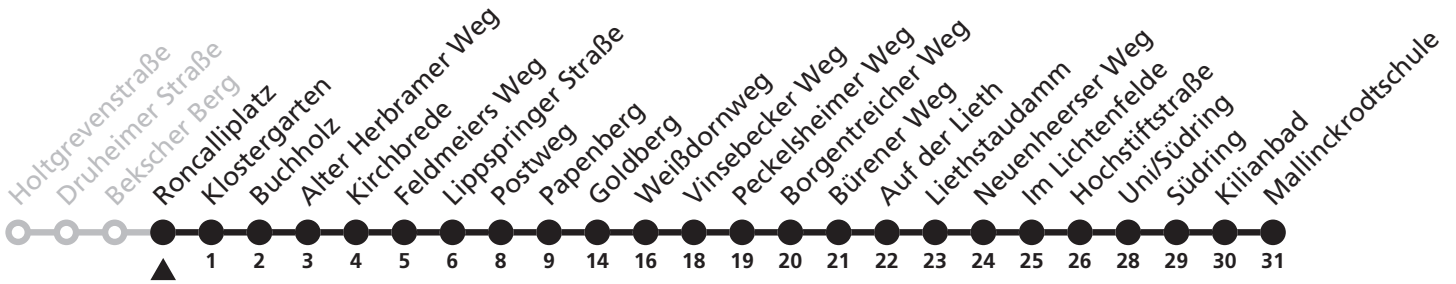 Holtgrevenstraße
Druheimer Straße
Bekscher Berg
Roncalliplatz
Klostergarten
Buchholz
Alter Herbramer Weg
Kirchbrede
Feldmeiers Weg
Lippspringer Straße
Postweg
Papenberg
Goldberg
Weißdornweg
Vinsebecker Weg
Peckelsheimer Weg
Borgentreicher Weg
Bürener Weg
Auf der Lieth
Liethstaudamm
Neuenheerser Weg
Im Lichtenfelde
Hochstiftstraße
Uni/Südring
Südring
Kilianbad
Mallinckrodtschule
1 2 3 4 5 6 8 9 14 16 18 19 20 21 22 23 24 25 26 28 29 30 31